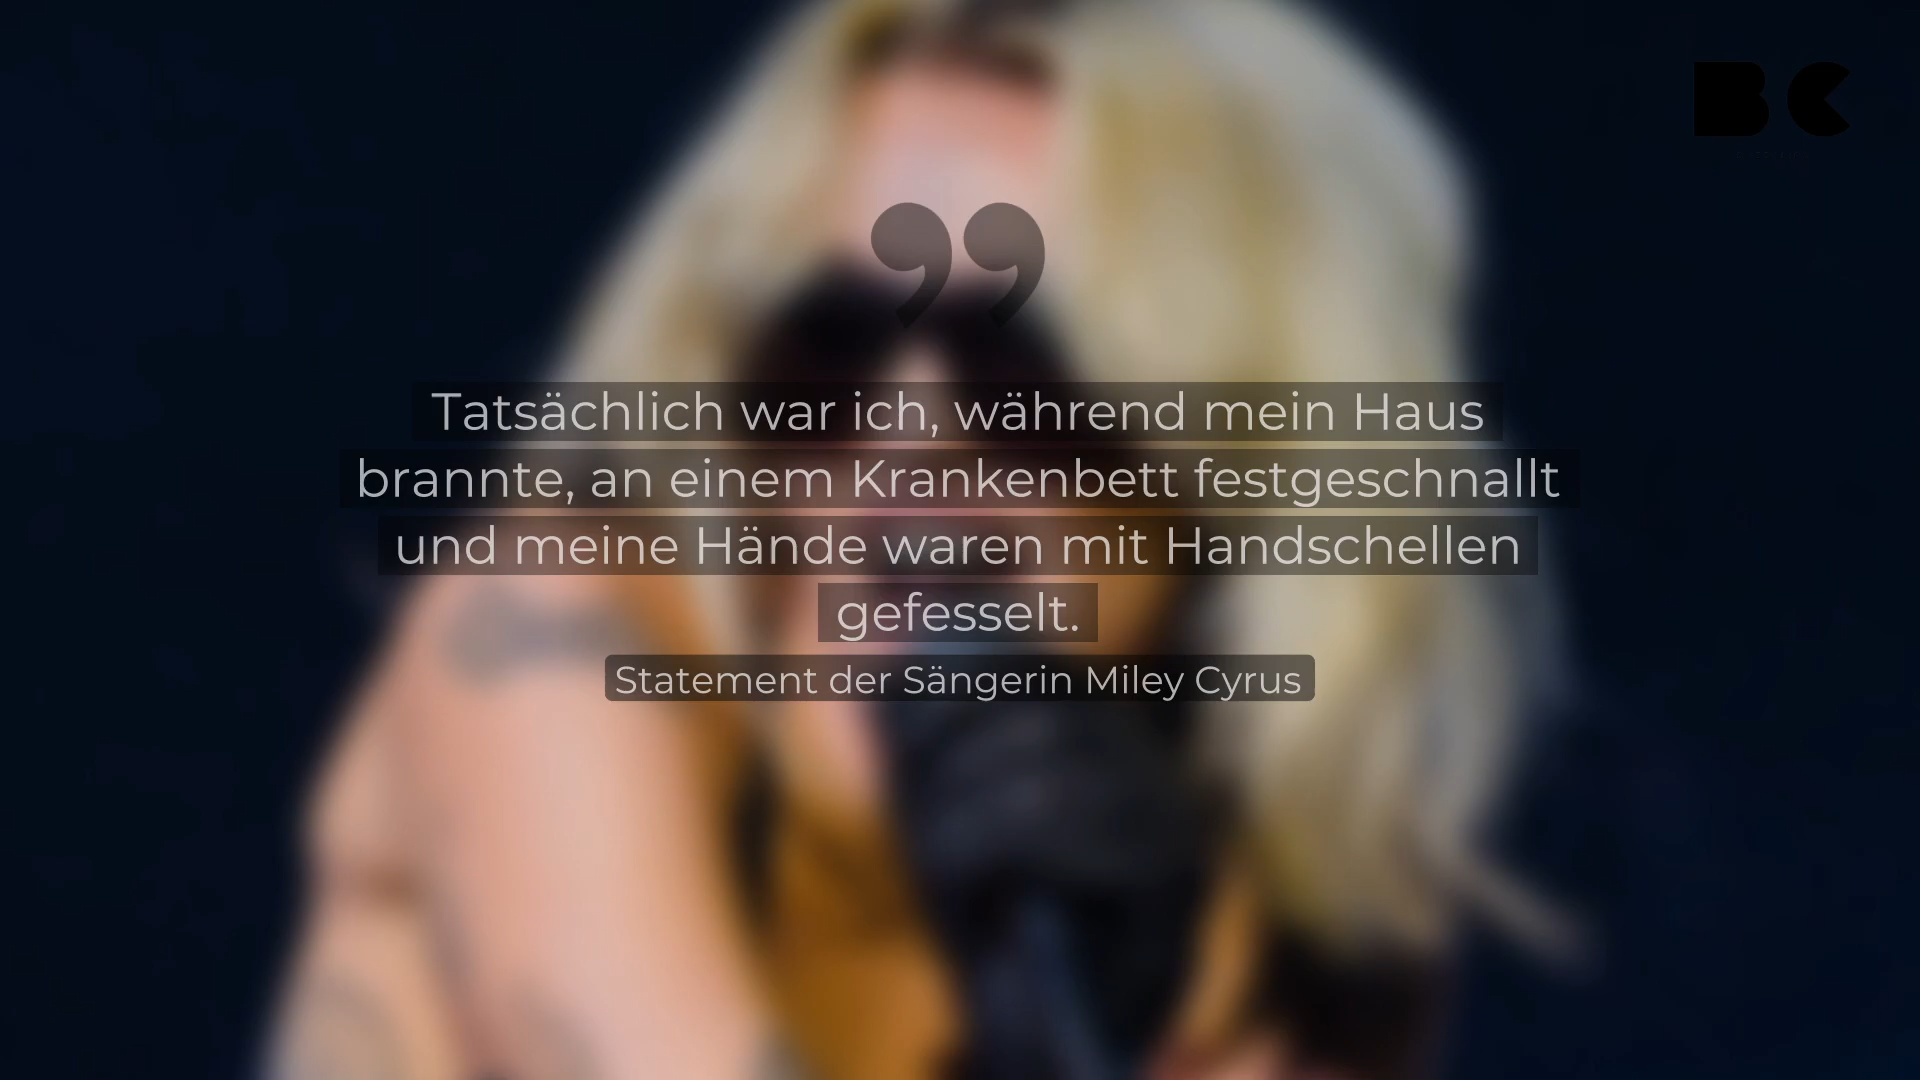 BC
”
Tatsächlich war ich, während mein Haus
brannte, an einem Krankenbett festgeschnallt
und meine Hände waren mit Handschellen
gefesselt.
Statement der Sängerin Miley Cyrus